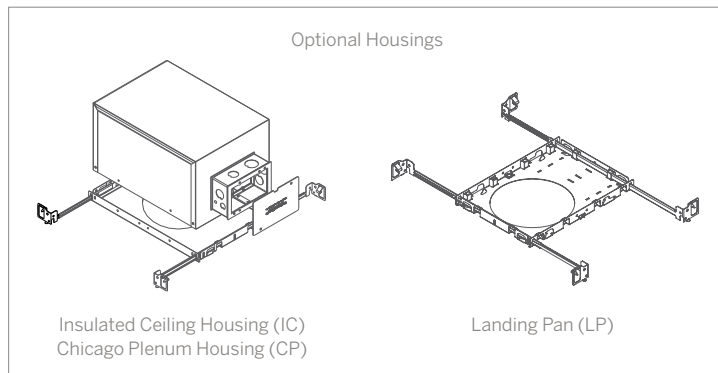 Optional Housings
Insulated Ceiling Housing (IC)
Chicago Plenum Housing (CP)
Landing Pan (LP)